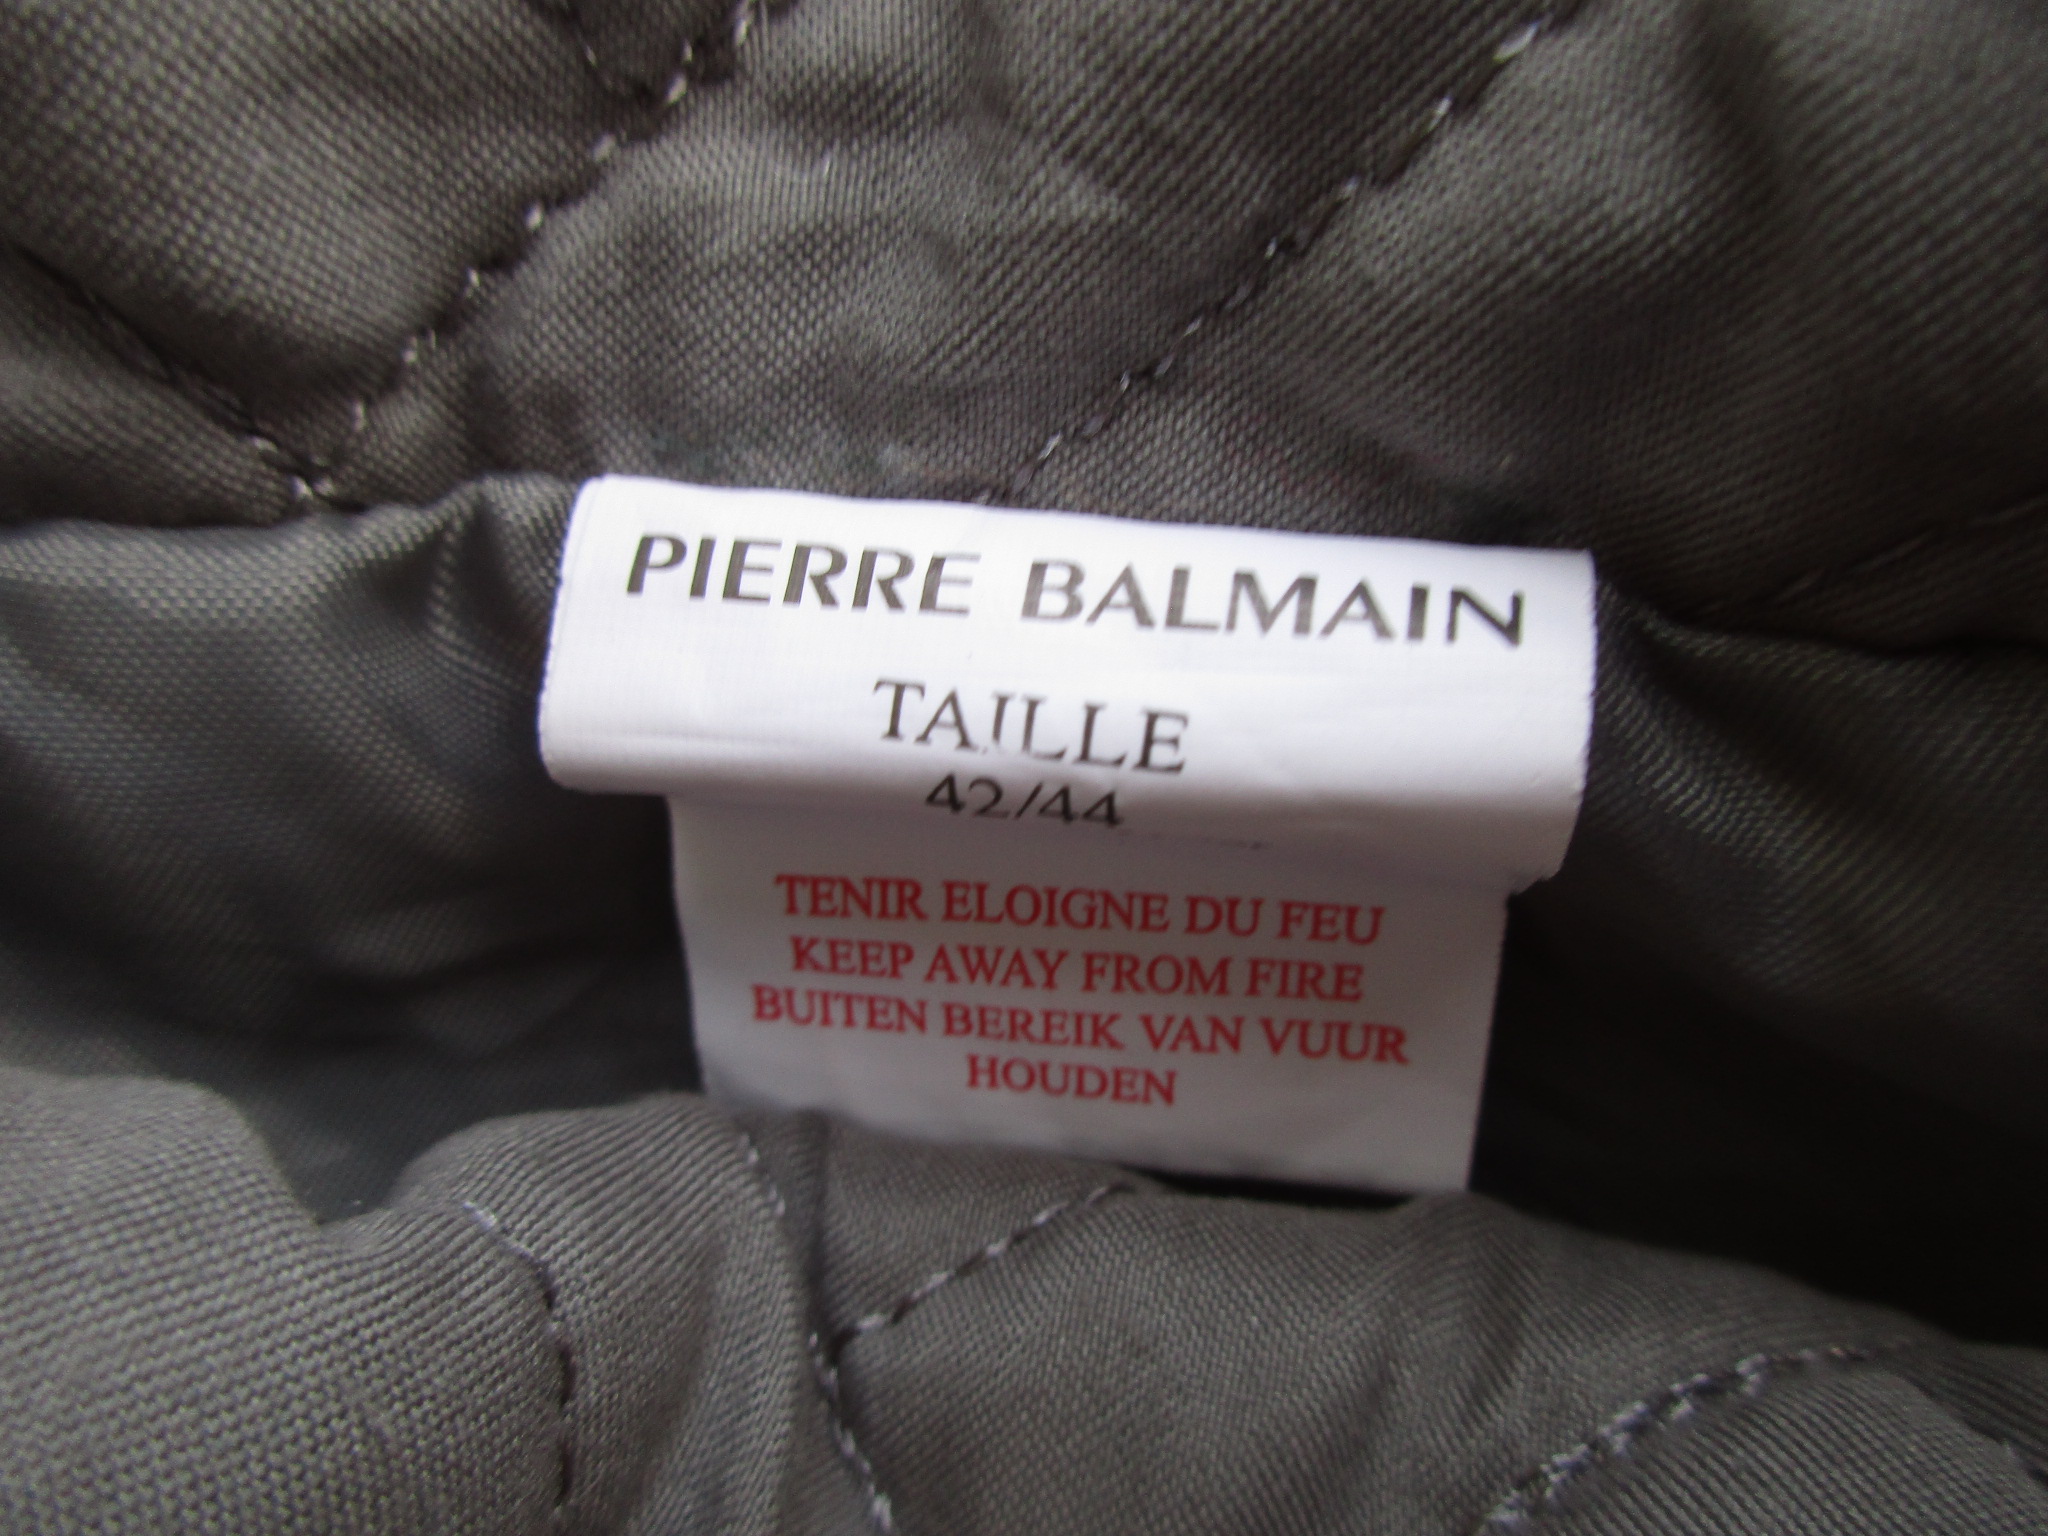 PIERRE BALMAIN
TAILLE
42/44
TENIR ELOIGNE DU FEU
KEEP AWAY FROM FIRE
BUITEN BEREIK VAN VUUR
HOUDEN